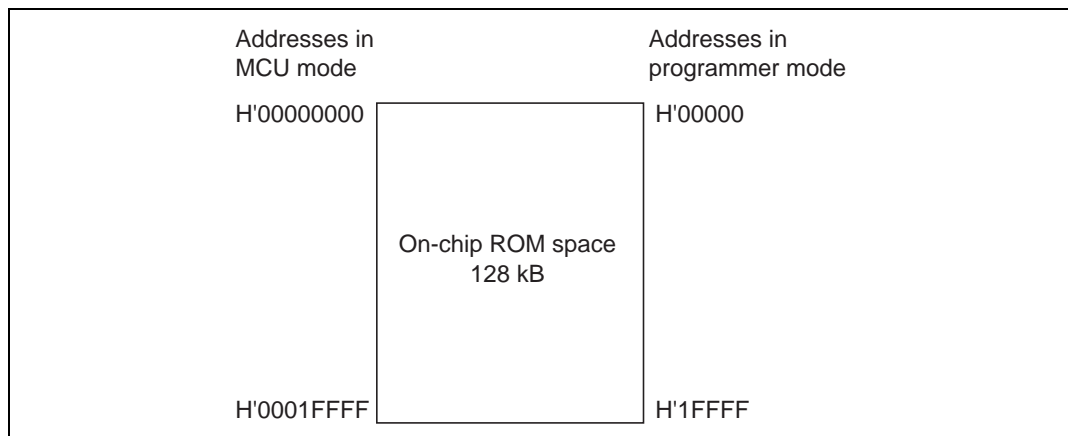 Addresses in
MCU mode
Addresses in
programmer mode
H'00000000
H'00000
On-chip ROM space
128 kB
H'0001FFFF
H'1FFFF